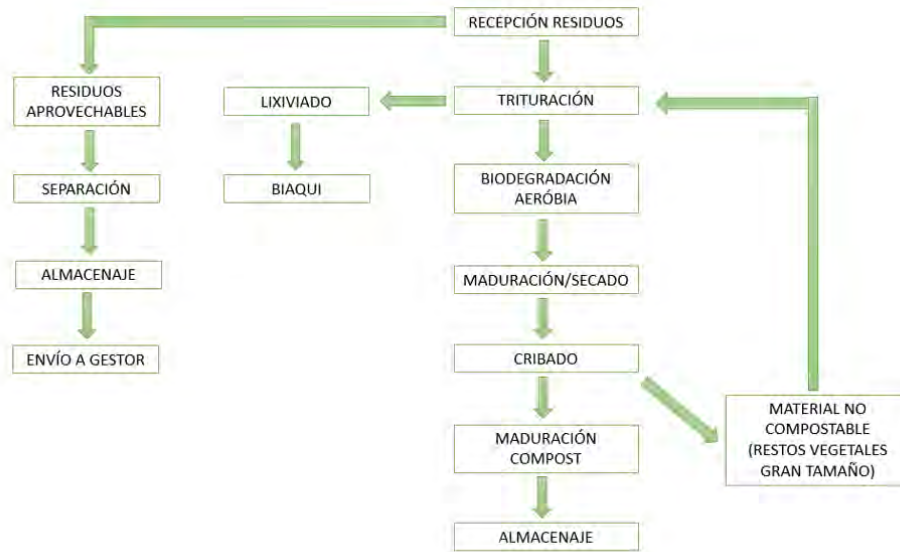 RECEPCIÓN RESIDUOS
RESIDUOS
APROVECHABLES
SEPARACIÓN
ALMACENAJE
ENVÍO A GESTOR
LIXIVIADO
BIAQUI
TRITURACIÓN
BIODEGRADACIÓN
AERÓBIA
MADURACIÓN/SECADO
CRIBADO
MADURACIÓN
COMPOST
ALMACENAJE
MATERIAL NO
COMPOSTABLE
(RESTOS VEGETALES
GRAN TAMAÑO)